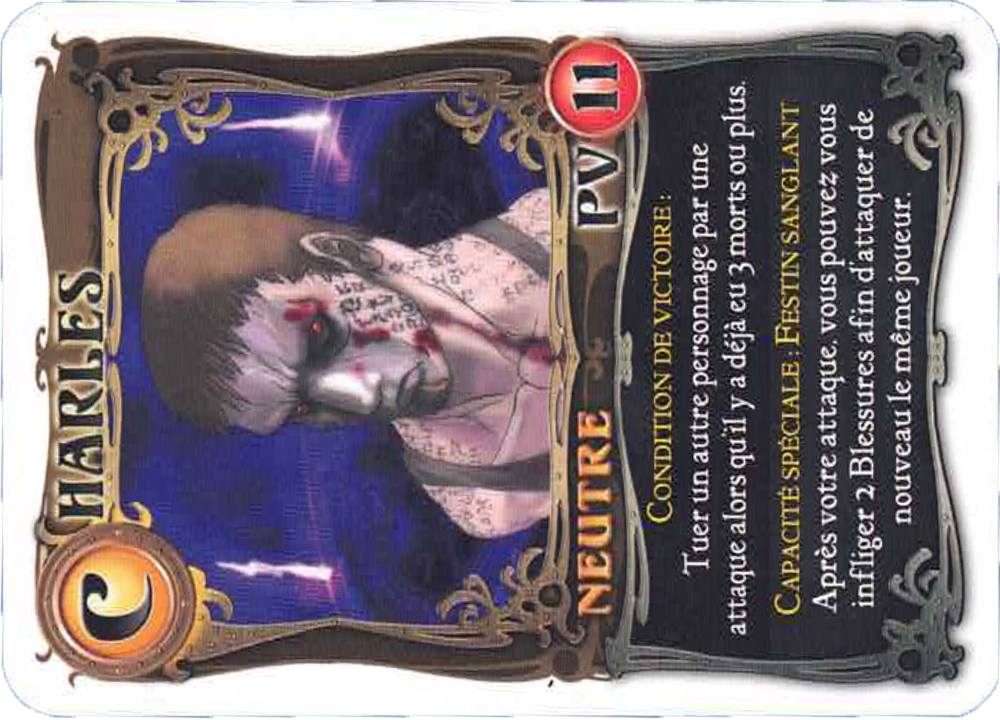 CHARLES
NEUTRE PV 11
CONDITION DE VICTOIRE :
Tuer un autre personnage par une
attaque alors qu'il y a déjà eu 3 morts ou plus.
CAPACITÉ SPÉCIALE : FESTIN SANGLANT
Après votre attaque, vous pouvez vous
infliger 2 Blessures afin d'attaquer de
nouveau le même joueur.